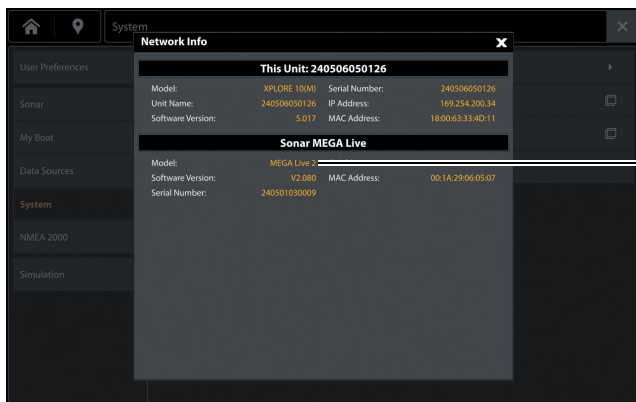 System
Network Info X
User Preferences
This Unit: 240506050126
Model: XPLORE 10(M) Serial Number: 240506050126
Sonar
Unit Name: 240506050126 IP Address: 169.254.200.34
Software Version: 5.017 MAC Address: 18:00:63:33:4D:11
My Boat
Sonar MEGA Live
Model: MEGA Live 2
Data Sources
Software Version: V2.080 MAC Address: 00:1A:29:06:05:07
Serial Number: 240501030009
System
NMEA 2000
Simulation